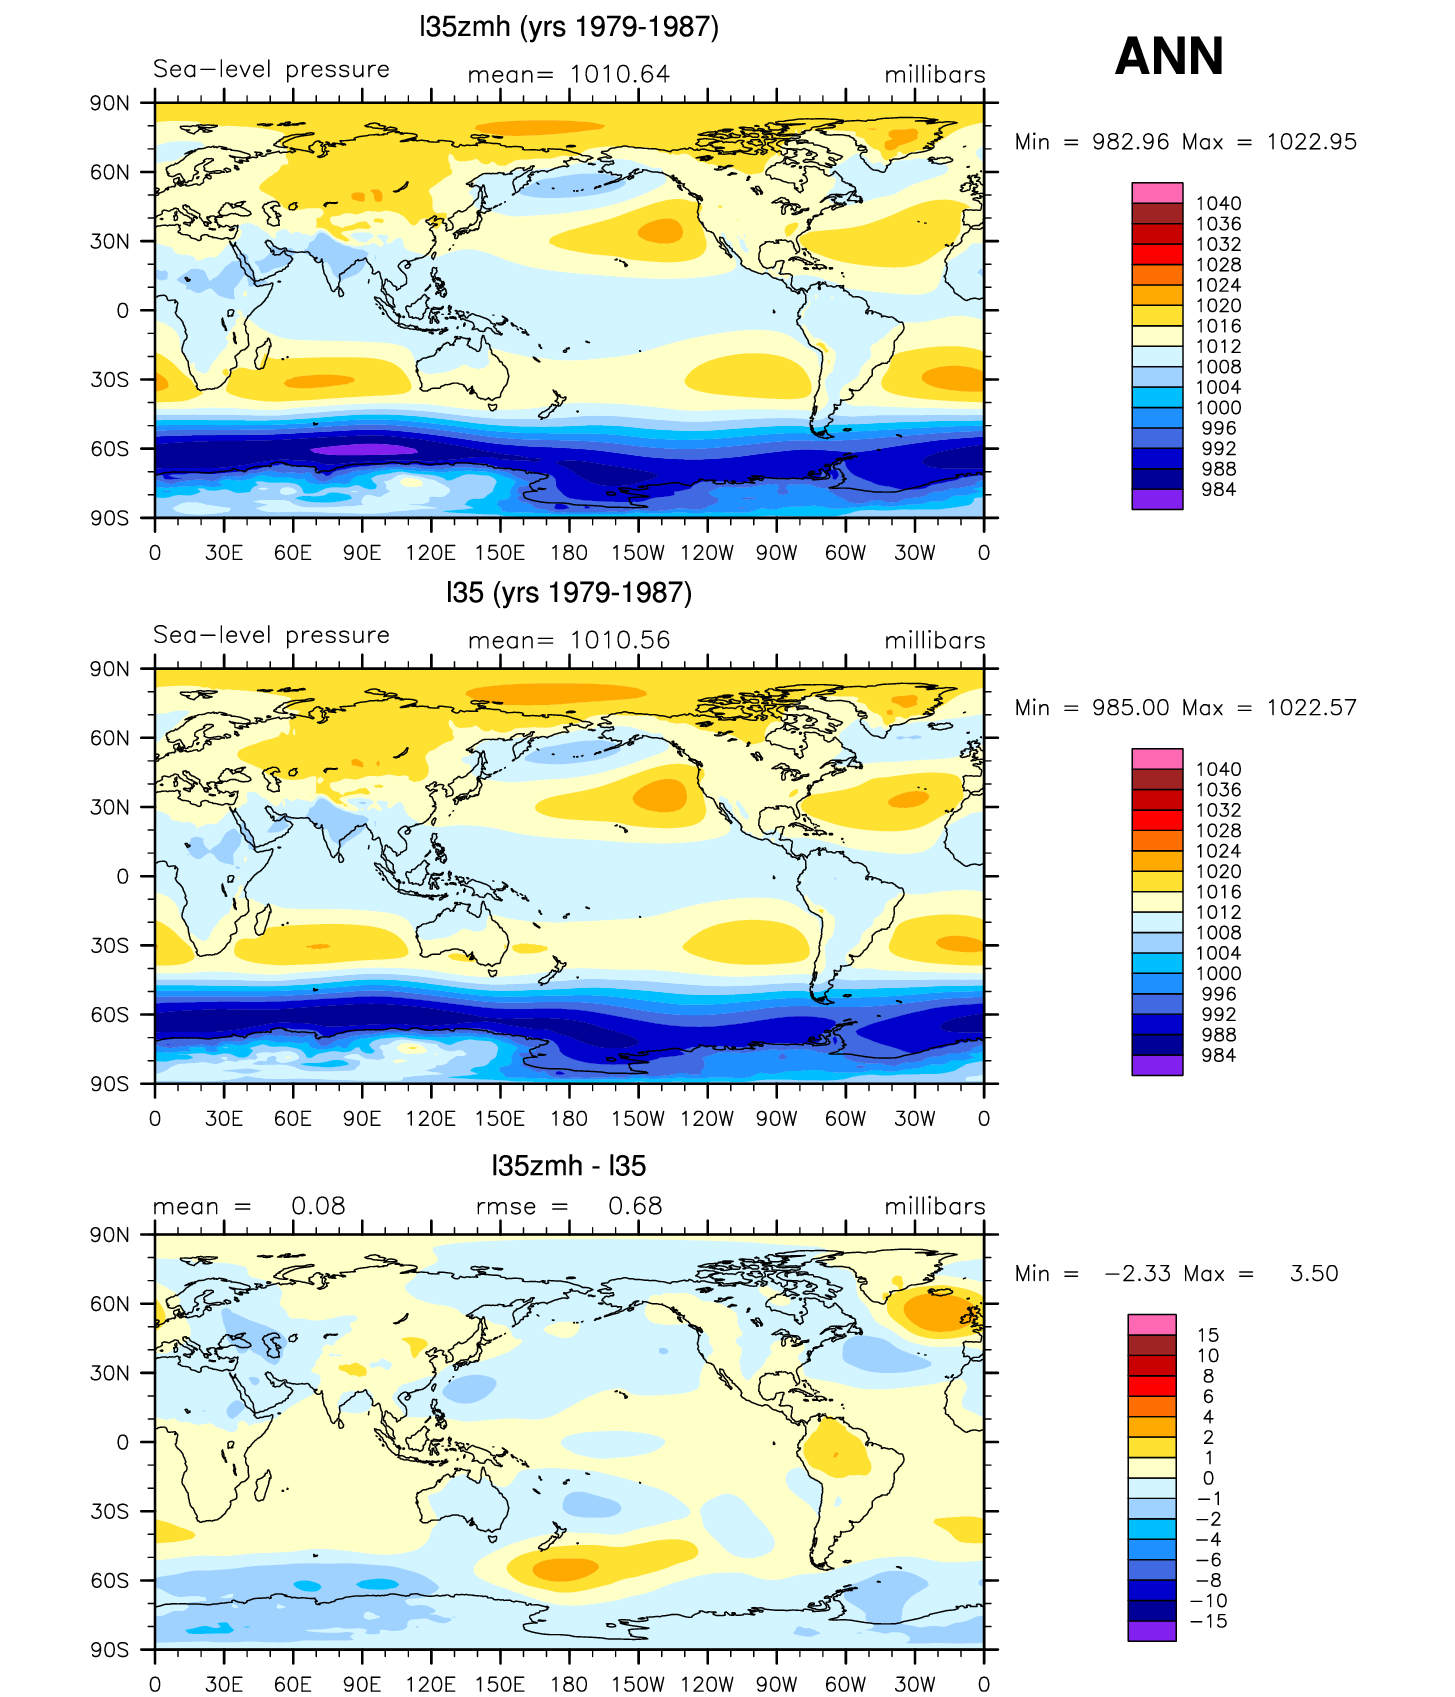 l35zmh (yrs 1979-1987)
ANN
Sea-level pressure mean= 1010.64 millibars
Min = 982.96 Max = 1022.95
90N
60N
30N
0
30S
60S
90S
0 30E 60E 90E 120E 150E 180 150W 120W 90W 60W 30W 0
1040
1036
1032
1028
1024
1020
1016
1012
1008
1004
1000
996
992
988
984
l35 (yrs 1979-1987)
Sea-level pressure mean= 1010.56 millibars
Min = 985.00 Max = 1022.57
90N
60N
30N
0
30S
60S
90S
0 30E 60E 90E 120E 150E 180 150W 120W 90W 60W 30W 0
1040
1036
1032
1028
1024
1020
1016
1012
1008
1004
1000
996
992
988
984
l35zmh - l35
mean = 0.08 rmse = 0.68 millibars
Min = -2.33 Max = 3.50
90N
60N
30N
0
30S
60S
90S
0 30E 60E 90E 120E 150E 180 150W 120W 90W 60W 30W 0
15
10
8
6
4
2
1
0
-1
-2
-4
-6
-8
-10
-15